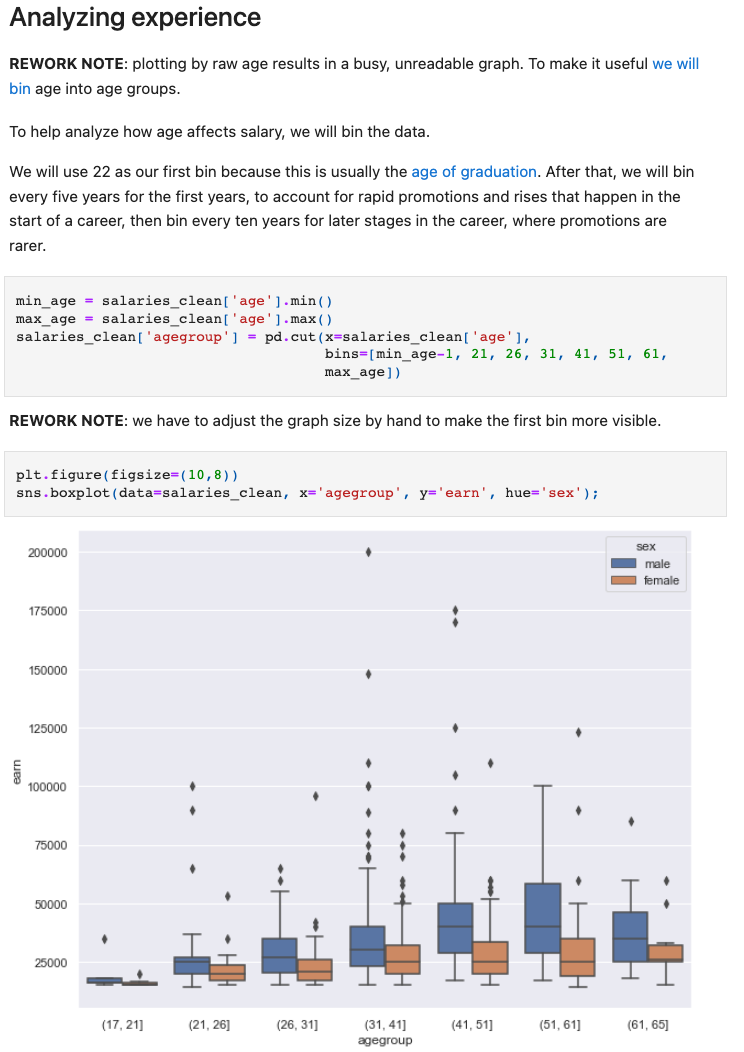 Analyzing experience
REWORK NOTE: plotting by raw age results in a busy, unreadable graph. To make it useful we will
bin age into age groups.
To help analyze how age affects salary, we will bin the data.
We will use 22 as our first bin because this is usually the age of graduation. After that, we will bin
every five years for the first years, to account for rapid promotions and rises that happen in the
start of a career, then bin every ten years for later stages in the career, where promotions are
rarer.
min_age = salaries_clean['age'].min()
max_age = salaries_clean['age'].max()
salaries_clean['agegroup'] = pd.cut(x=salaries_clean['age'],
bins=[min_age-1, 21, 26, 31, 41, 51, 61,
max_age])
REWORK NOTE: we have to adjust the graph size by hand to make the first bin more visible.
plt.figure(figsize=(10,8))
sns.boxplot(data=salaries_clean, x='agegroup', y='earn', hue='sex');
sex
male
female
200000
175000
150000
125000
100000
75000
50000
25000
earn
(17, 21]
(21, 26]
(26, 31]
(31, 41]
(41, 51]
(51, 61]
(61, 65]
agegroup